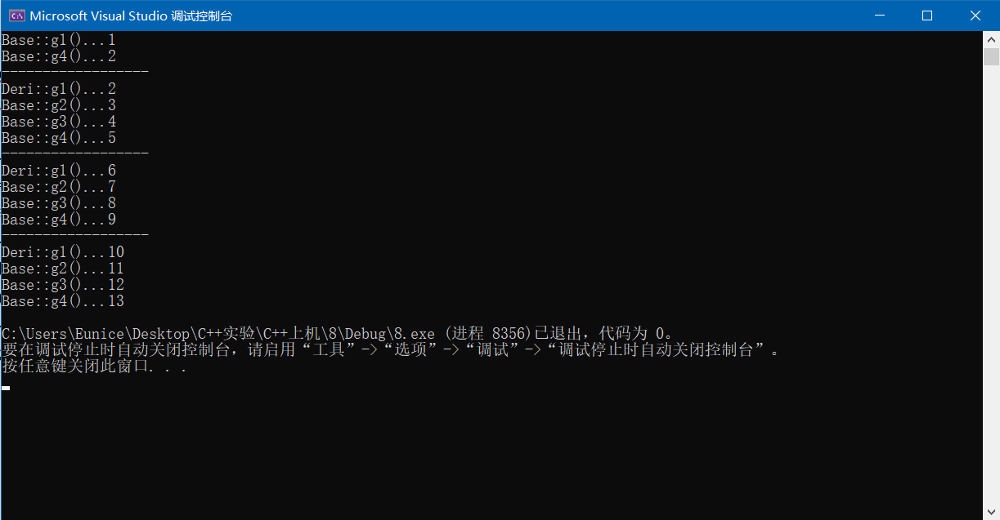 Microsoft Visual Studio 调试控制台
Base::g1()...1
Base::g4()...2
------------------
Deri::g1()...2
Base::g2()...3
Base::g3()...4
Base::g4()...5
------------------
Deri::g1()...6
Base::g2()...7
Base::g3()...8
Base::g4()...9
------------------
Deri::g1()...10
Base::g2()...11
Base::g3()...12
Base::g4()...13
C:\Users\Eunice\Desktop\C++实验\C++上机\8\Debug\8.exe (进程 8356)已退出，代码为 0。
要在调试停止时自动关闭控制台，请启用“工具”->“选项”->“调试”->“调试停止时自动关闭控制台”。
按任意键关闭此窗口. . .